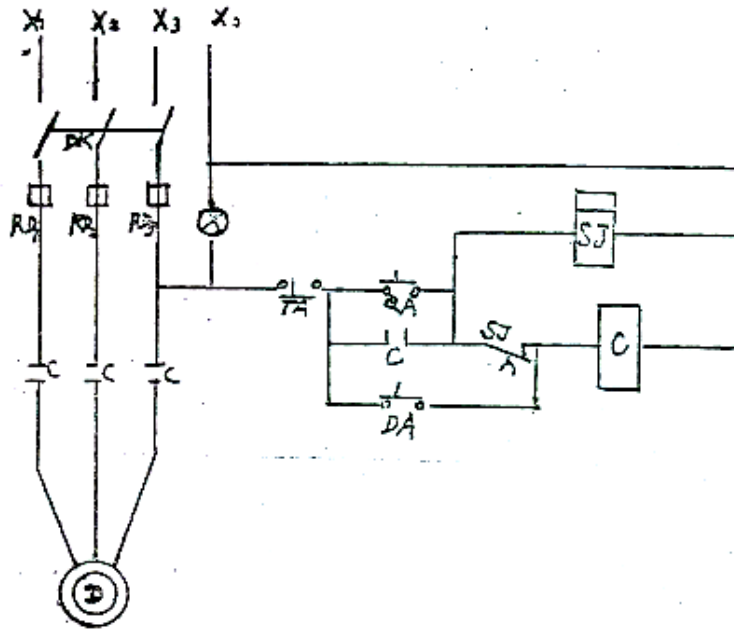 X₁ X₂ X₃ X₀
DK
RD₁ RD₂ RD₃
SJ
TA
QA
C
SJ
C
C C C
DA
D